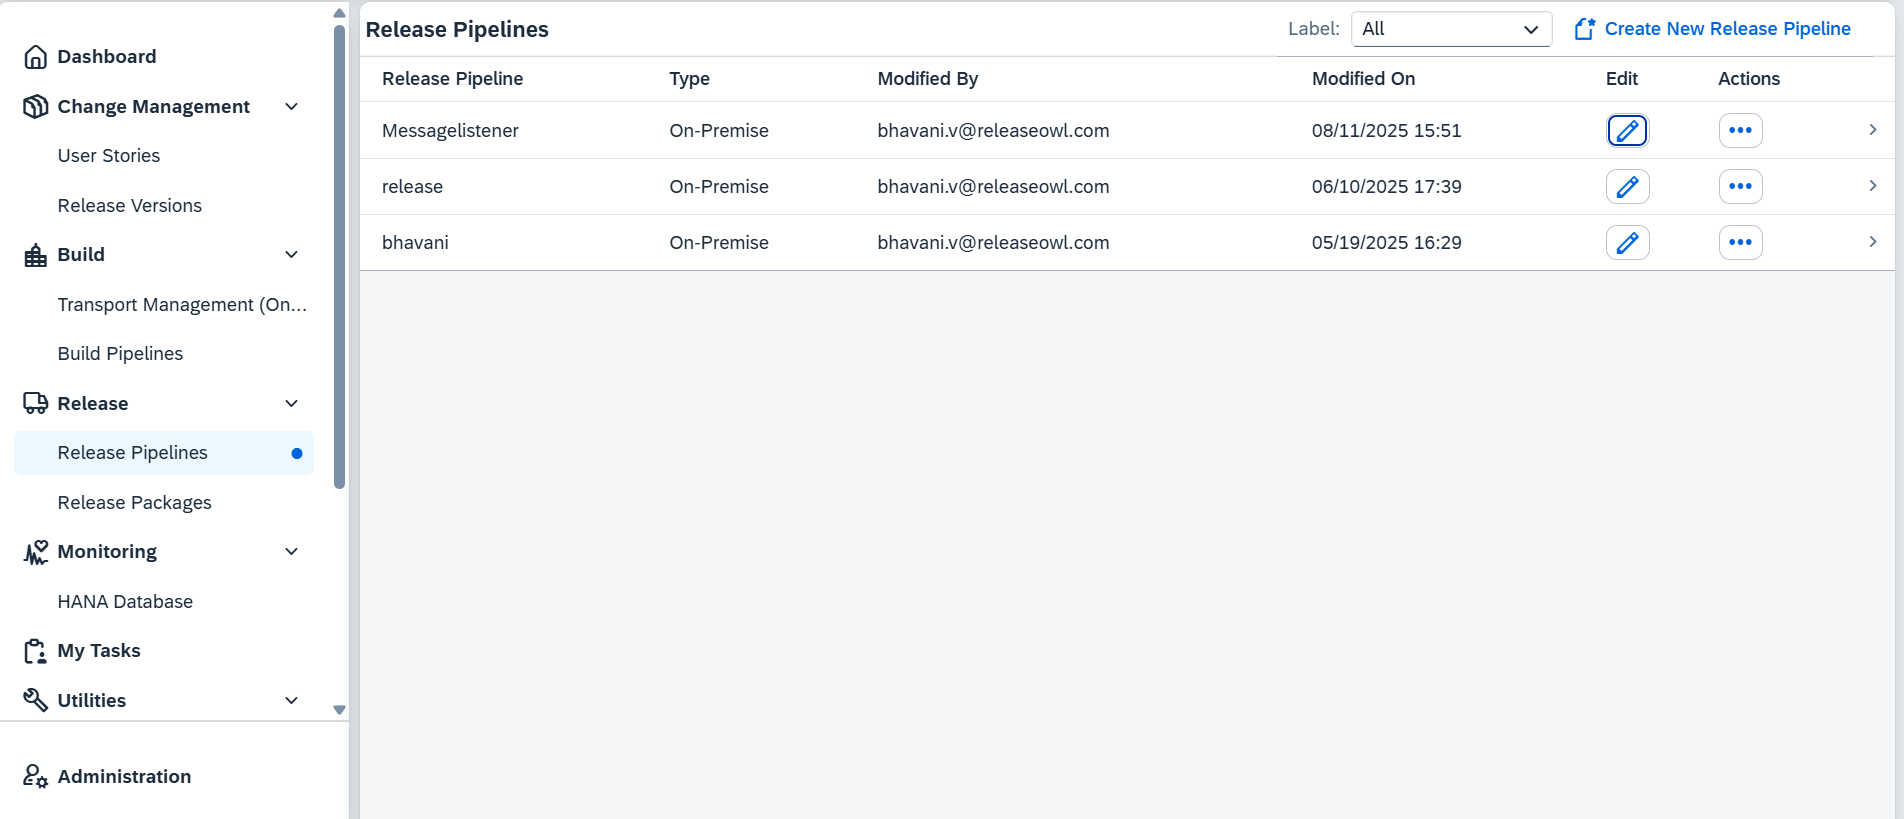 Dashboard
Change Management
User Stories
Release Versions
Build
Transport Management (On...
Build Pipelines
Release
Release Pipelines
Release Packages
Monitoring
HANA Database
My Tasks
Utilities
Administration
Release Pipelines
Label: All
Create New Release Pipeline
Release Pipeline Type Modified By Modified On Edit Actions
Messagelistener On-Premise bhavani.v@releaseowl.com 08/11/2025 15:51
release On-Premise bhavani.v@releaseowl.com 06/10/2025 17:39
bhavani On-Premise bhavani.v@releaseowl.com 05/19/2025 16:29